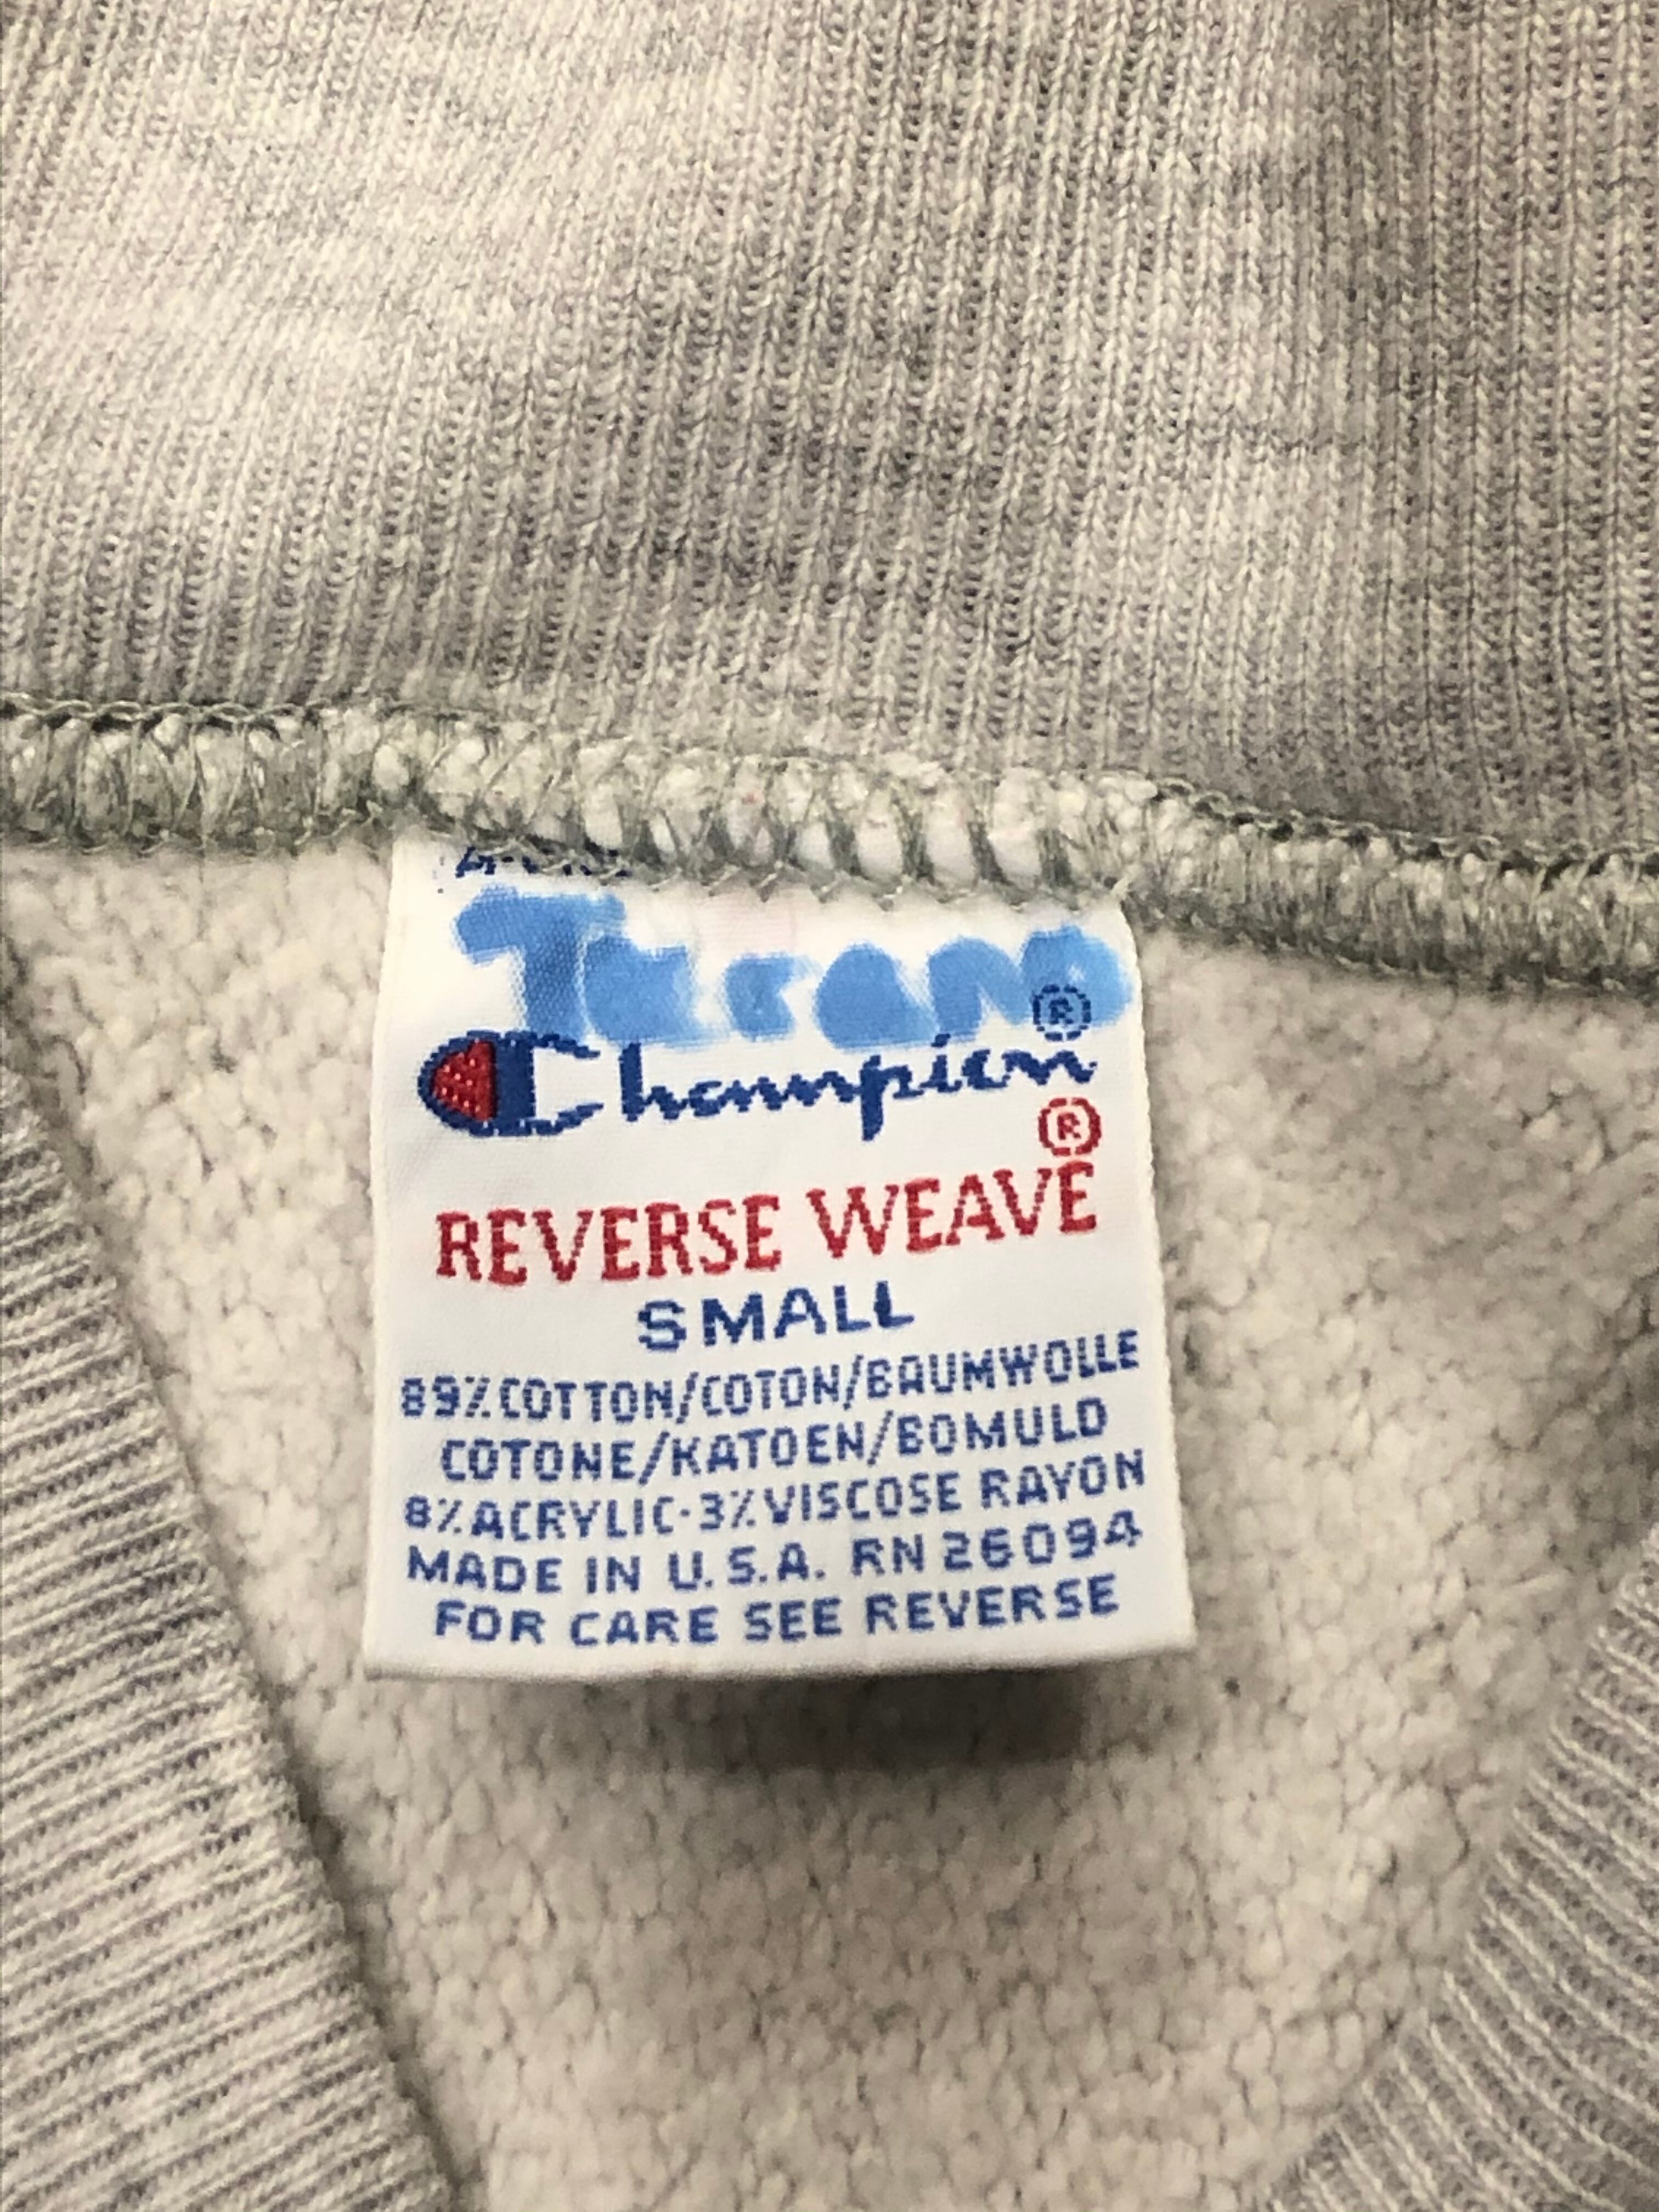 Champion®
®
REVERSE WEAVE
SMALL
89%COTTON/COTON/BAUMWOLLE
COTONE/KATOEN/BOMULD
8%ACRYLIC·3%VISCOSE RAYON
MADE IN U.S.A. RN 26094
FOR CARE SEE REVERSE